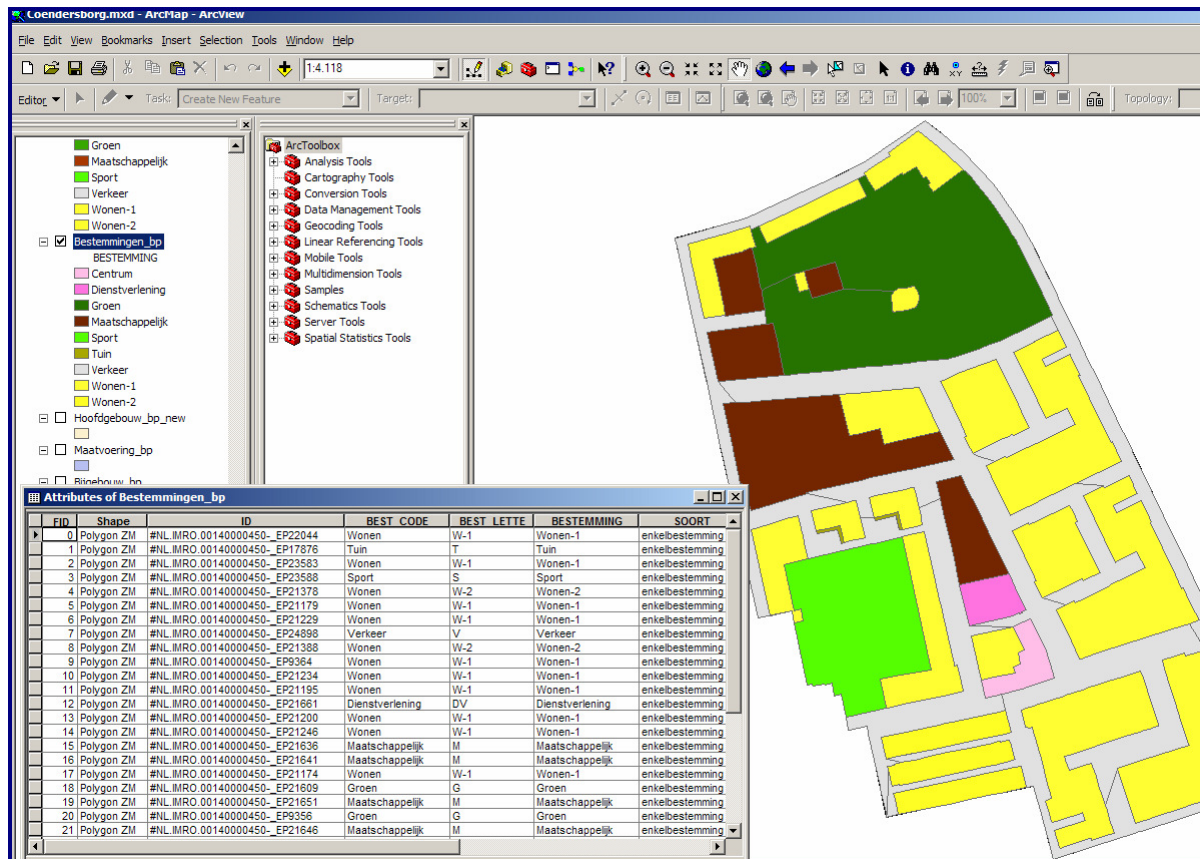 Coendersborg.mxd - ArcMap - ArcView
File Edit View Bookmarks Insert Selection Tools Window Help
1:4.118
Editor Task: Create New Feature Target: 100% Topology:
Groen
Maatschappelijk
Sport
Verkeer
Wonen-1
Wonen-2
Bestemmingen_bp
BESTEMMING
Centrum
Dienstverlening
Groen
Maatschappelijk
Sport
Tuin
Verkeer
Wonen-1
Wonen-2
Hoofdgebouw_bp_new
Maatvoering_bp
Bijgebouw_bp
ArcToolbox
Analysis Tools
Cartography Tools
Conversion Tools
Data Management Tools
Geocoding Tools
Linear Referencing Tools
Mobile Tools
Multidimension Tools
Samples
Schematics Tools
Server Tools
Spatial Statistics Tools
Attributes of Bestemmingen_bp
FID Shape ID BEST_CODE BEST_LETTE BESTEMMING SOORT
0 Polygon ZM #NL.IMRO.00140000450-_EP22044 Wonen W-1 Wonen-1 enkelbestemming
1 Polygon ZM #NL.IMRO.00140000450-_EP17876 Tuin T Tuin enkelbestemming
2 Polygon ZM #NL.IMRO.00140000450-_EP23583 Wonen W-1 Wonen-1 enkelbestemming
3 Polygon ZM #NL.IMRO.00140000450-_EP23588 Sport S Sport enkelbestemming
4 Polygon ZM #NL.IMRO.00140000450-_EP21378 Wonen W-2 Wonen-2 enkelbestemming
5 Polygon ZM #NL.IMRO.00140000450-_EP21179 Wonen W-1 Wonen-1 enkelbestemming
6 Polygon ZM #NL.IMRO.00140000450-_EP21229 Wonen W-1 Wonen-1 enkelbestemming
7 Polygon ZM #NL.IMRO.00140000450-_EP24898 Verkeer V Verkeer enkelbestemming
8 Polygon ZM #NL.IMRO.00140000450-_EP21388 Wonen W-2 Wonen-2 enkelbestemming
9 Polygon ZM #NL.IMRO.00140000450-_EP9364 Wonen W-1 Wonen-1 enkelbestemming
10 Polygon ZM #NL.IMRO.00140000450-_EP21234 Wonen W-1 Wonen-1 enkelbestemming
11 Polygon ZM #NL.IMRO.00140000450-_EP21195 Wonen W-1 Wonen-1 enkelbestemming
12 Polygon ZM #NL.IMRO.00140000450-_EP21661 Dienstverlening DV Dienstverlening enkelbestemming
13 Polygon ZM #NL.IMRO.00140000450-_EP21200 Wonen W-1 Wonen-1 enkelbestemming
14 Polygon ZM #NL.IMRO.00140000450-_EP21246 Wonen W-1 Wonen-1 enkelbestemming
15 Polygon ZM #NL.IMRO.00140000450-_EP21636 Maatschappelijk M Maatschappelijk enkelbestemming
16 Polygon ZM #NL.IMRO.00140000450-_EP21641 Maatschappelijk M Maatschappelijk enkelbestemming
17 Polygon ZM #NL.IMRO.00140000450-_EP21174 Wonen W-1 Wonen-1 enkelbestemming
18 Polygon ZM #NL.IMRO.00140000450-_EP21609 Groen G Groen enkelbestemming
19 Polygon ZM #NL.IMRO.00140000450-_EP21651 Maatschappelijk M Maatschappelijk enkelbestemming
20 Polygon ZM #NL.IMRO.00140000450-_EP9356 Groen G Groen enkelbestemming
21 Polygon ZM #NL.IMRO.00140000450-_EP21646 Maatschappelijk M Maatschappelijk enkelbestemming